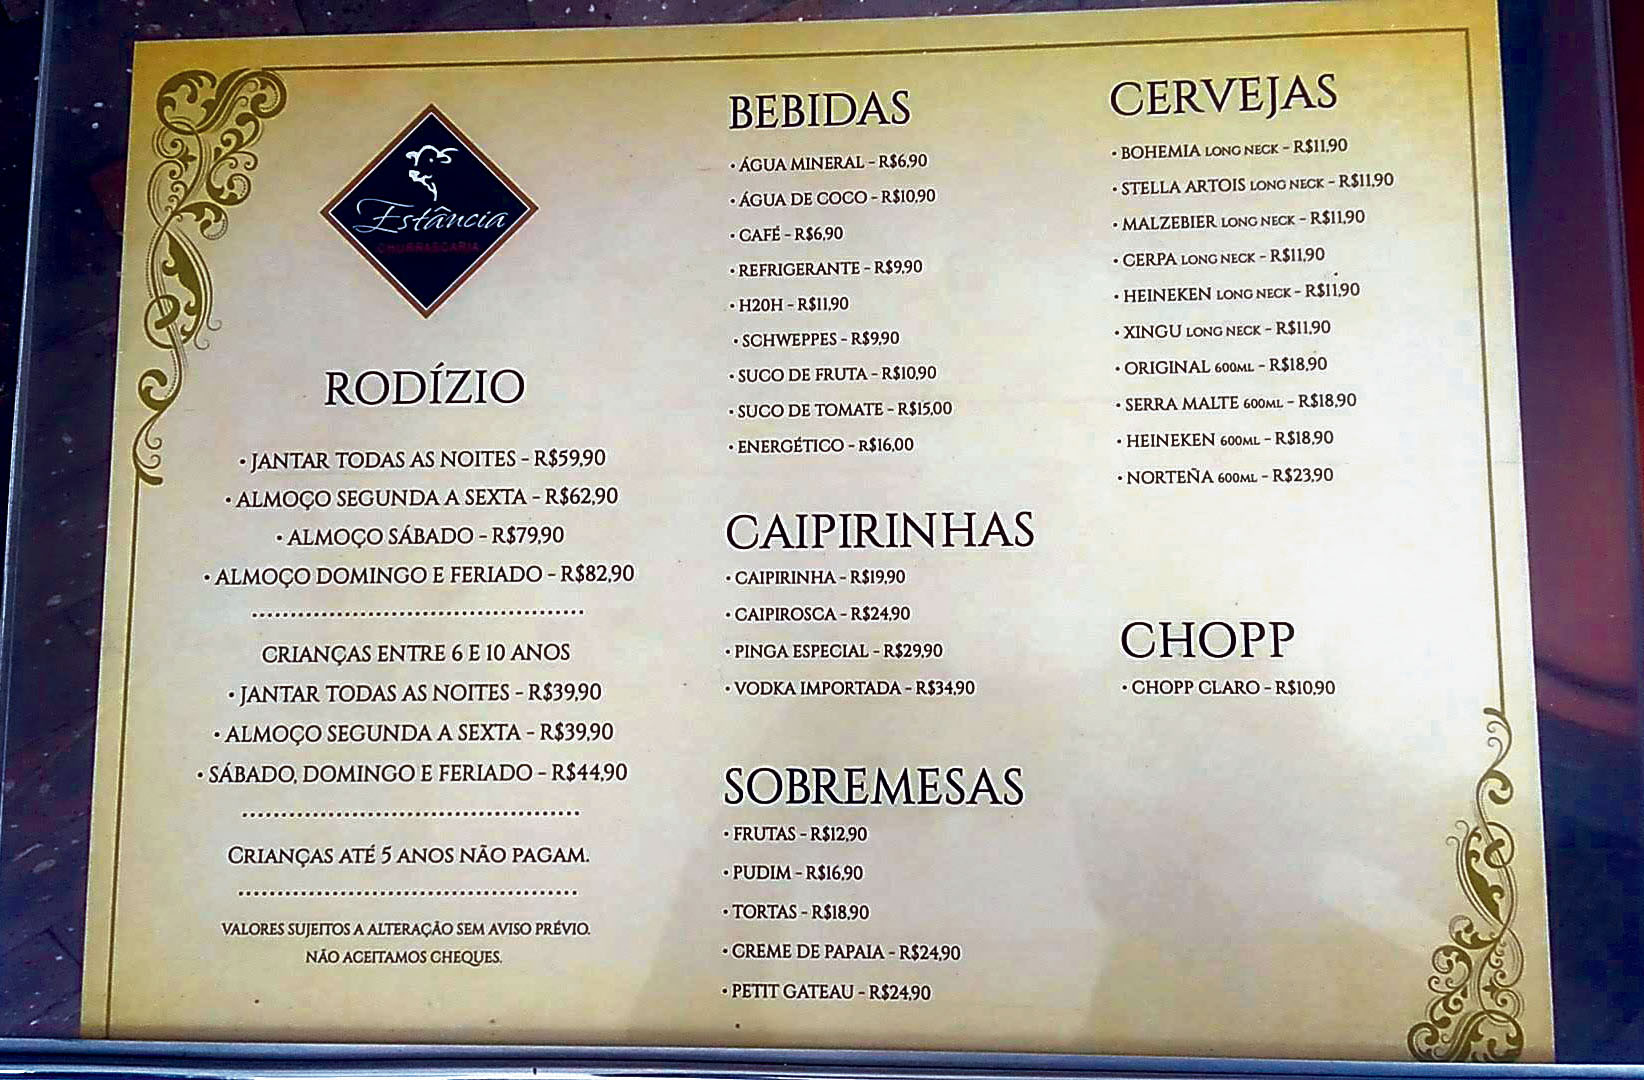 Estância
CHURRASCARIA
RODÍZIO
• JANTAR TODAS AS NOITES - R$59,90
• ALMOÇO SEGUNDA A SEXTA - R$62,90
• ALMOÇO SÁBADO - R$79,90
• ALMOÇO DOMINGO E FERIADO - R$82,90
CRIANÇAS ENTRE 6 E 10 ANOS
• JANTAR TODAS AS NOITES - R$39,90
• ALMOÇO SEGUNDA A SEXTA - R$39,90
• SÁBADO, DOMINGO E FERIADO - R$44,90
CRIANÇAS ATÉ 5 ANOS NÃO PAGAM.
VALORES SUJEITOS A ALTERAÇÃO SEM AVISO PRÉVIO.
NÃO ACEITAMOS CHEQUES.
BEBIDAS
• ÁGUA MINERAL - R$6,90
• ÁGUA DE COCO - R$10,90
• CAFÉ - R$6,90
• REFRIGERANTE - R$9,90
• H20H - R$11,90
• SCHWEPPES - R$9,90
• SUCO DE FRUTA - R$10,90
• SUCO DE TOMATE - R$15,00
• ENERGÉTICO - R$16,00
CAIPIRINHAS
• CAIPIRINHA - R$19,90
• CAIPIROSCA - R$24,90
• PINGA ESPECIAL - R$29,90
• VODKA IMPORTADA - R$34,90
SOBREMESAS
• FRUTAS - R$12,90
• PUDIM - R$16,90
• TORTAS - R$18,90
• CREME DE PAPAIA - R$24,90
• PETIT GATEAU - R$24,90
CERVEJAS
• BOHEMIA LONG NECK - R$11,90
• STELLA ARTOIS LONG NECK - R$11,90
• MALZEBIER LONG NECK - R$11,90
• CERPA LONG NECK - R$11,90
• HEINEKEN LONG NECK - R$11,90
• XINGU LONG NECK - R$11,90
• ORIGINAL 600ML - R$18,90
• SERRA MALTE 600ML - R$18,90
• HEINEKEN 600ML - R$18,90
• NORTEÑA 600ML - R$23,90
CHOPP
• CHOPP CLARO - R$10,90